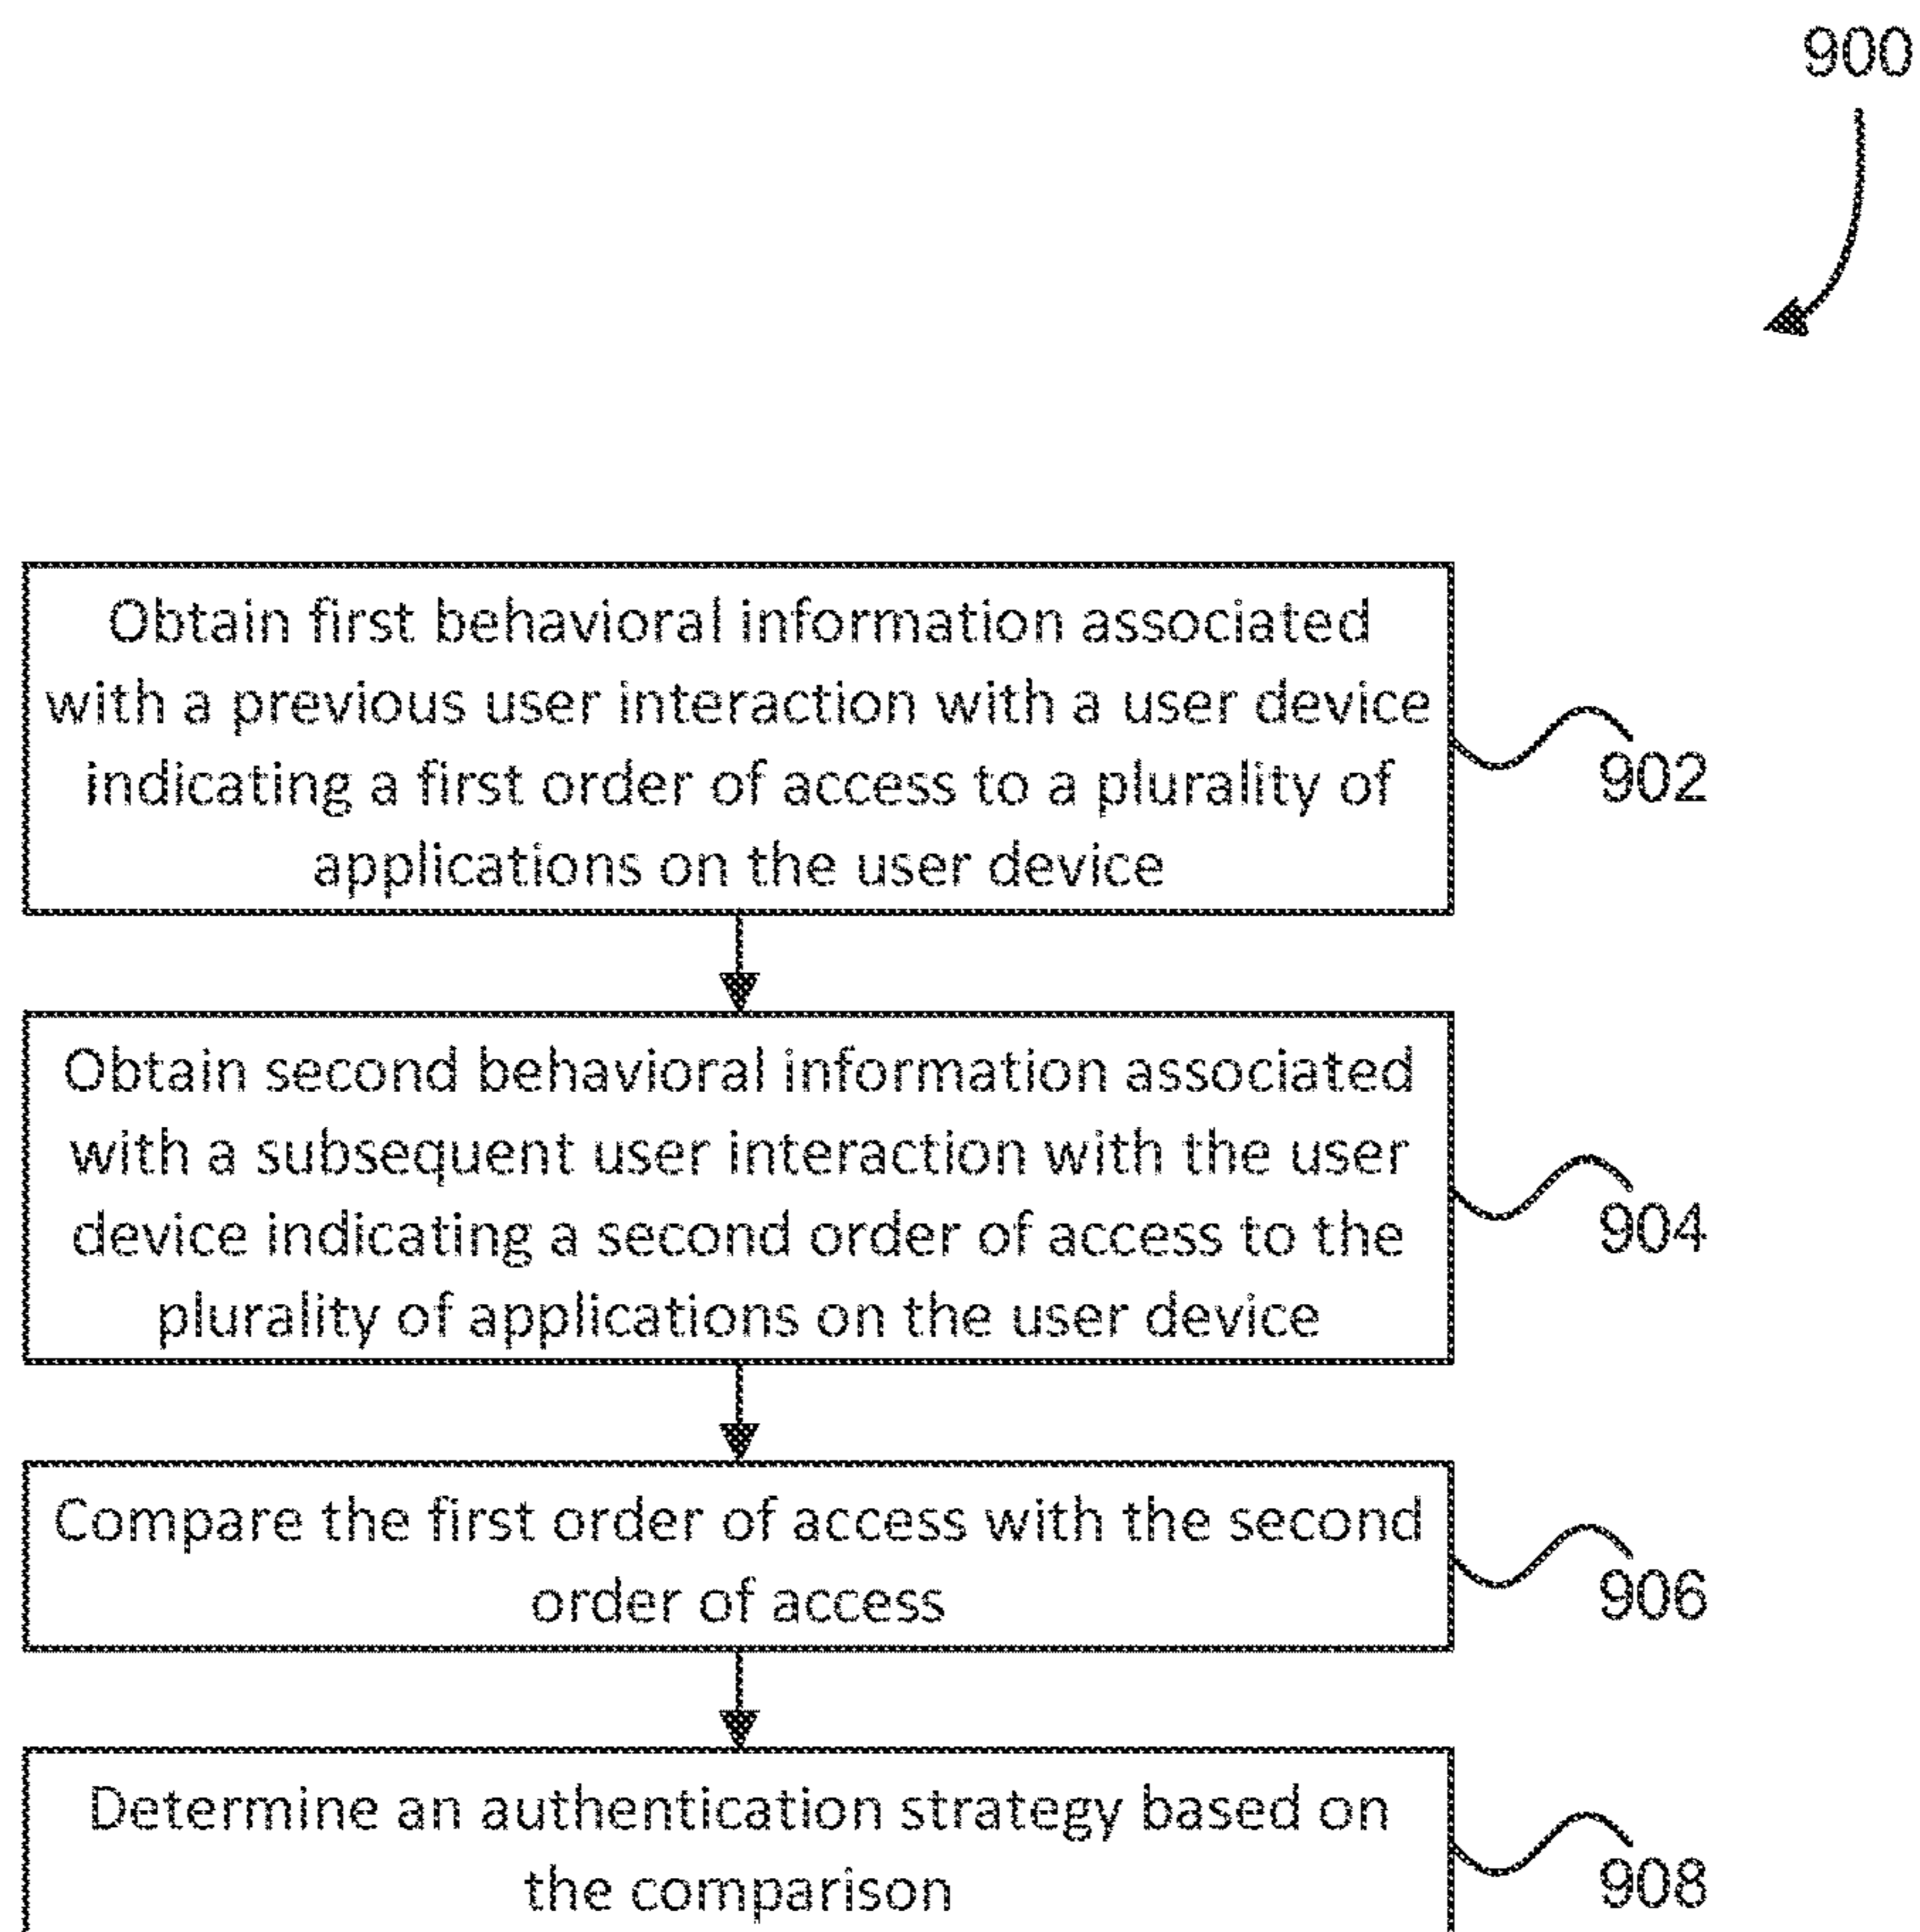 900
Obtain first behavioral information associated
with a previous user interaction with a user device
indicating a first order of access to a plurality of
applications on the user device
902
Obtain second behavioral information associated
with a subsequent user interaction with the user
device indicating a second order of access to the
plurality of applications on the user device
904
Compare the first order of access with the second
order of access
906
Determine an authentication strategy based on
the comparison
908